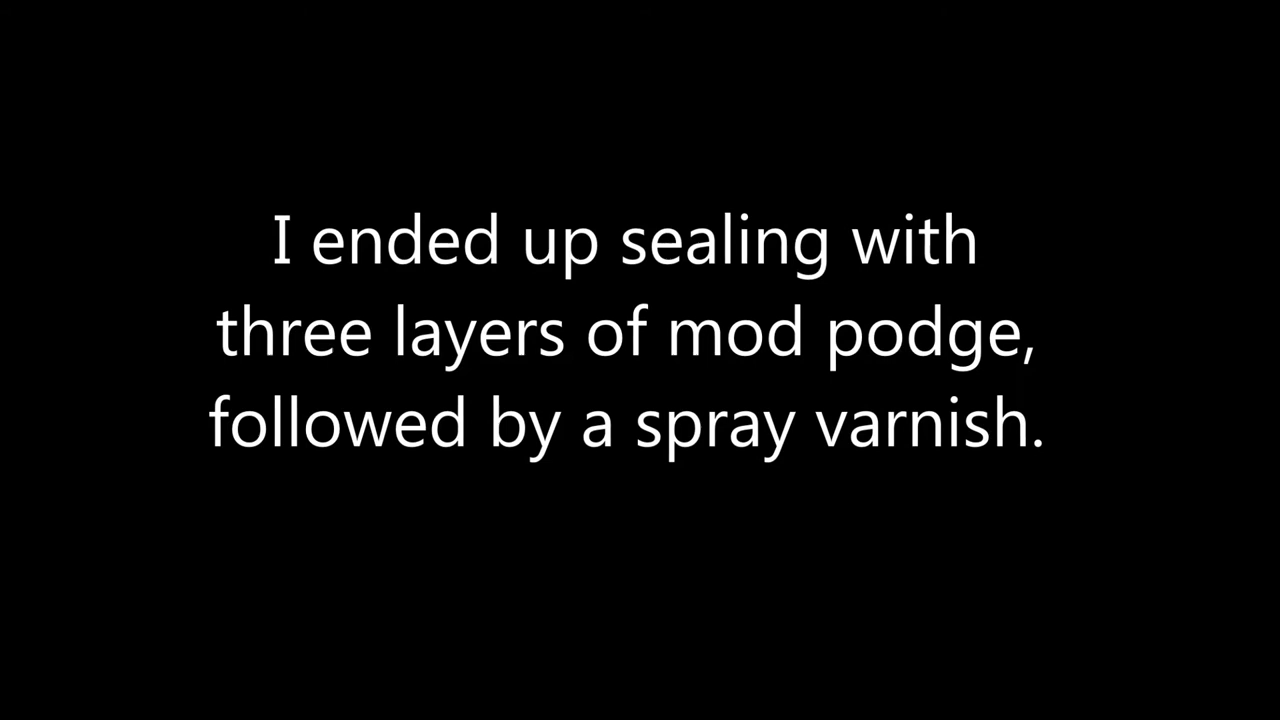 I ended up sealing with
three layers of mod podge,
followed by a spray varnish.